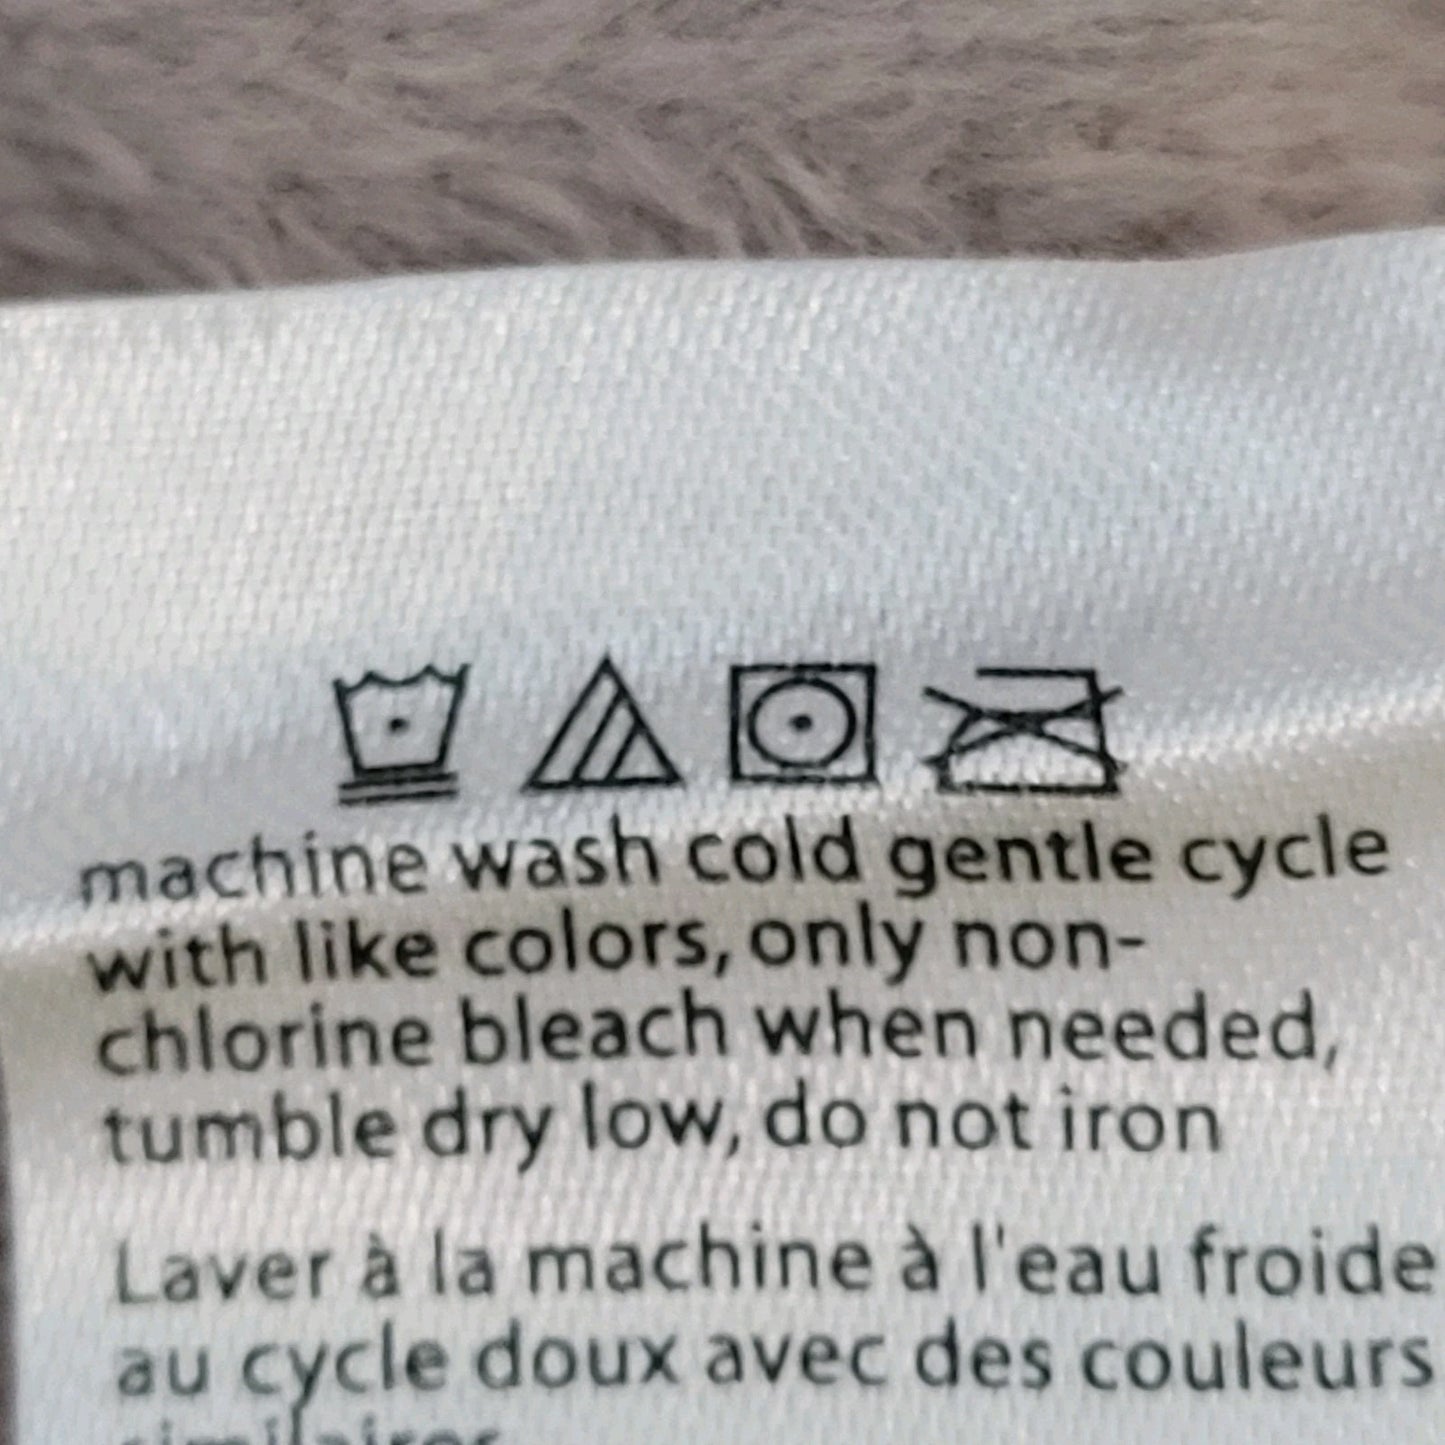 machine wash cold gentle cycle
with like colors, only non-
chlorine bleach when needed,
tumble dry low, do not iron
Laver à la machine à l'eau froide
au cycle doux avec des couleurs